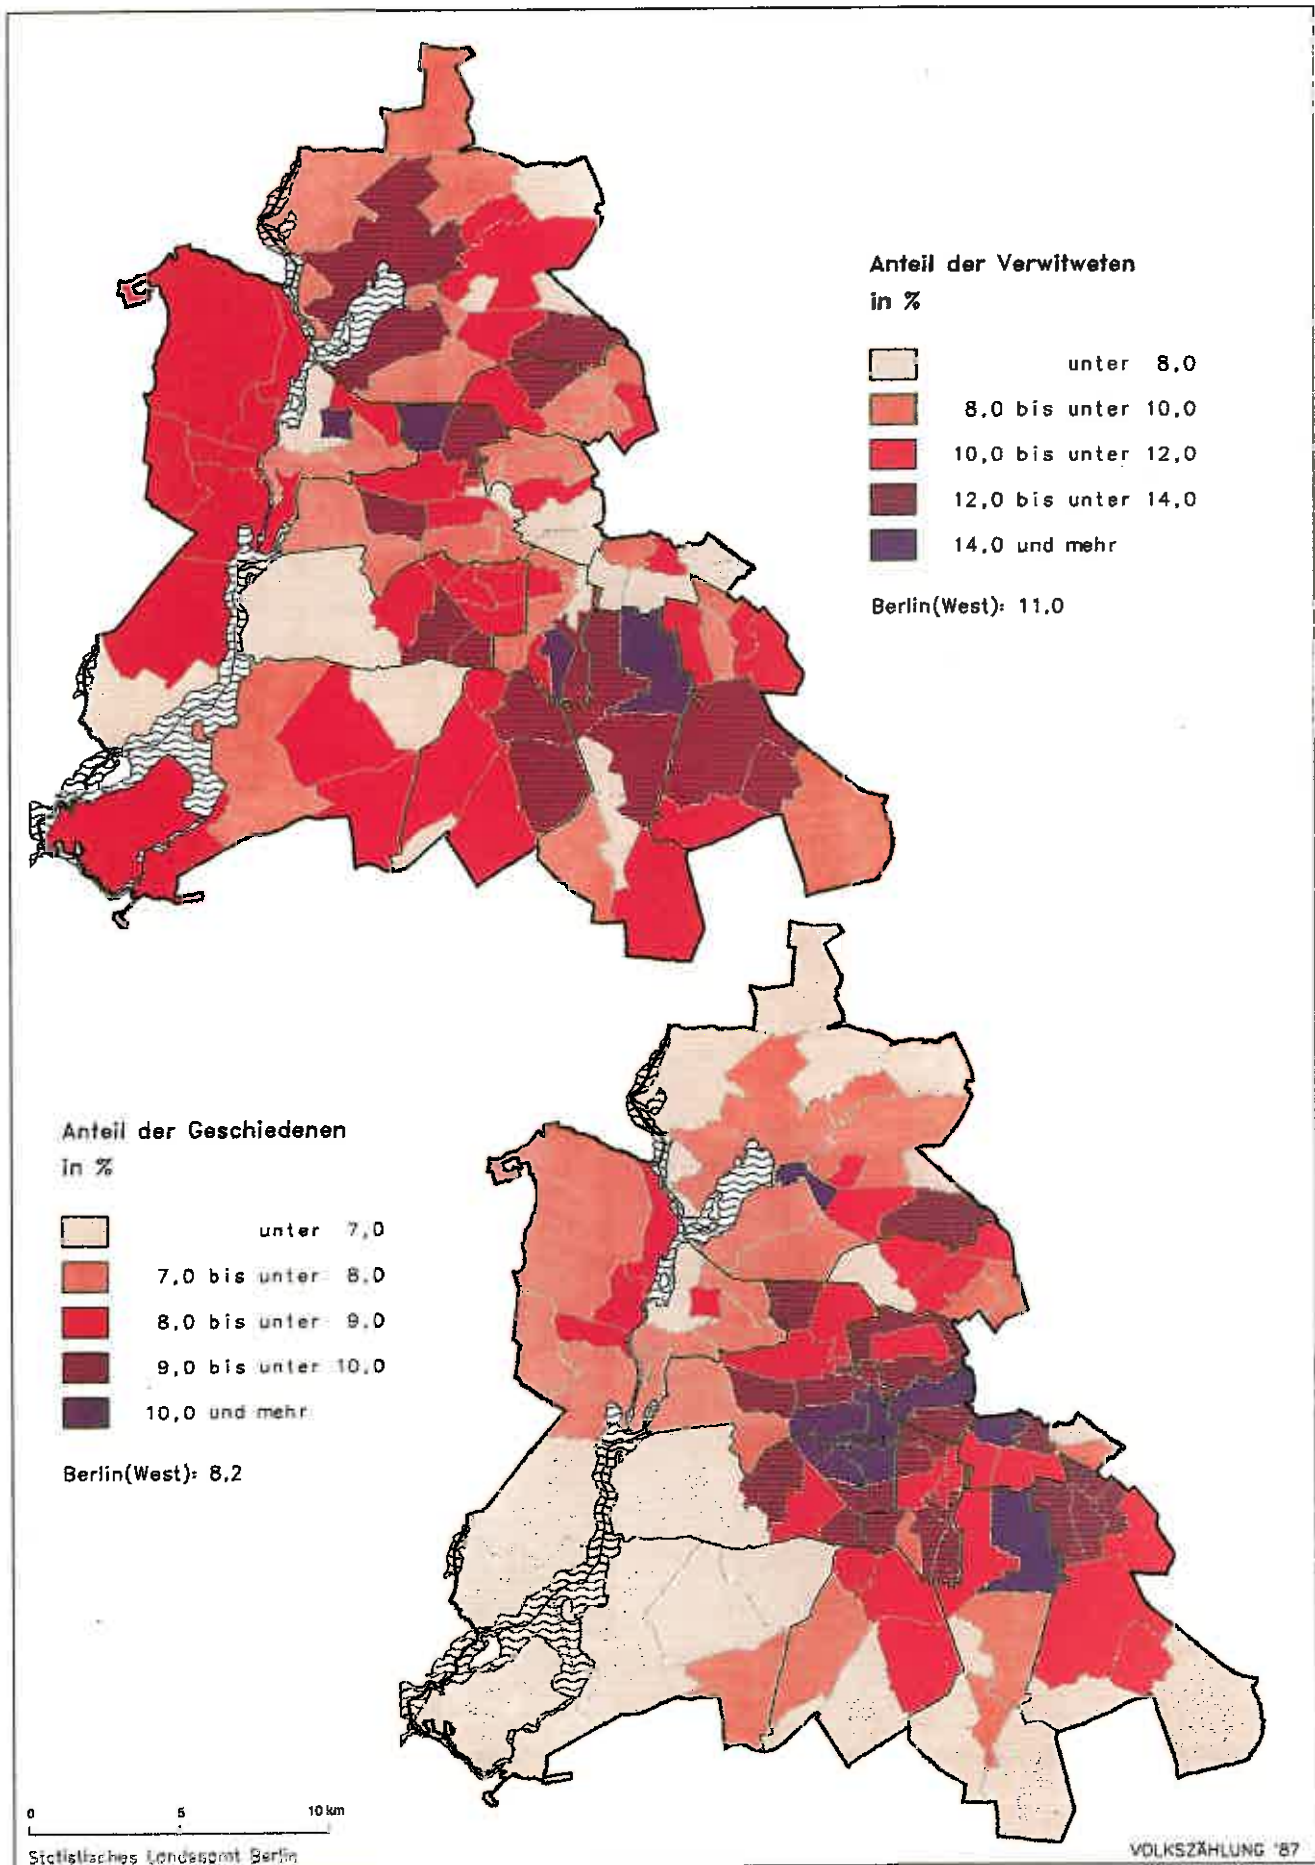 Anteil der Verwitweten
in %
unter 8,0
8,0 bis unter 10,0
10,0 bis unter 12,0
12,0 bis unter 14,0
14,0 und mehr
Berlin(West): 11,0
Anteil der Geschiedenen
in %
unter 7,0
7,0 bis unter 8,0
8,0 bis unter 9,0
9,0 bis unter 10,0
10,0 und mehr
Berlin(West): 8,2
0 5 10 km
Statistisches Landesamt Berlin
VOLKSZÄHLUNG '87